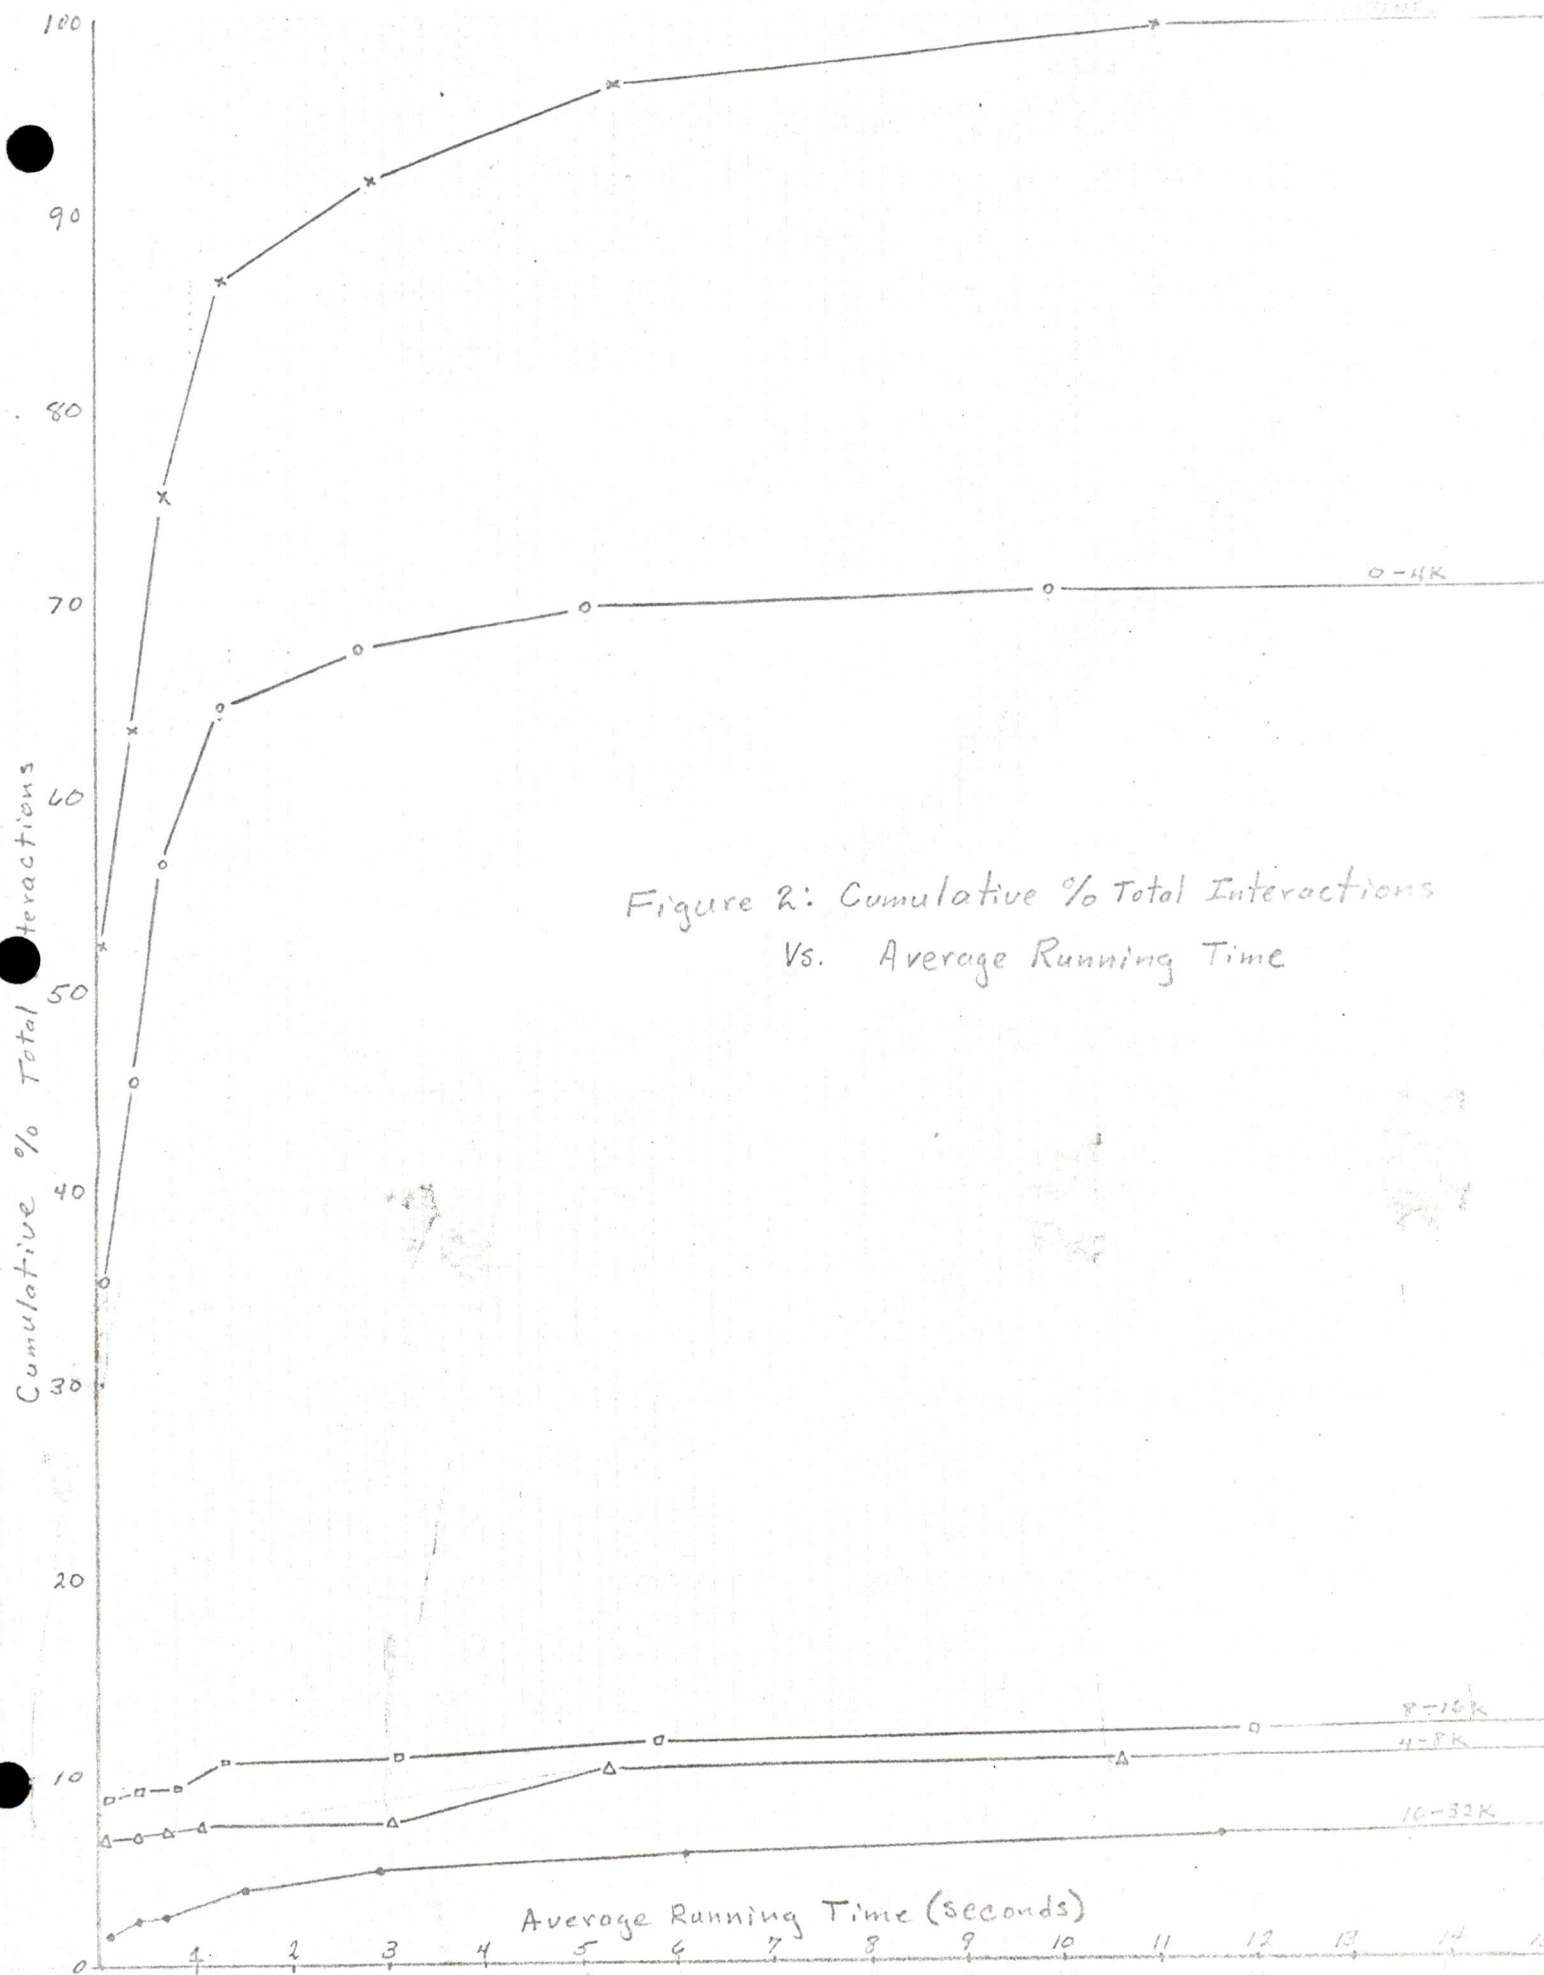 100
90
80
0-4K
70
60
Figure 2: Cumulative % Total Interactions
Vs. Average Running Time
50
Cumulative % Total teractions
40
30
20
8-16K
4-8K
10
16-32K
Average Running Time (seconds)
0 1 2 3 4 5 6 7 8 9 10 11 12 13 14